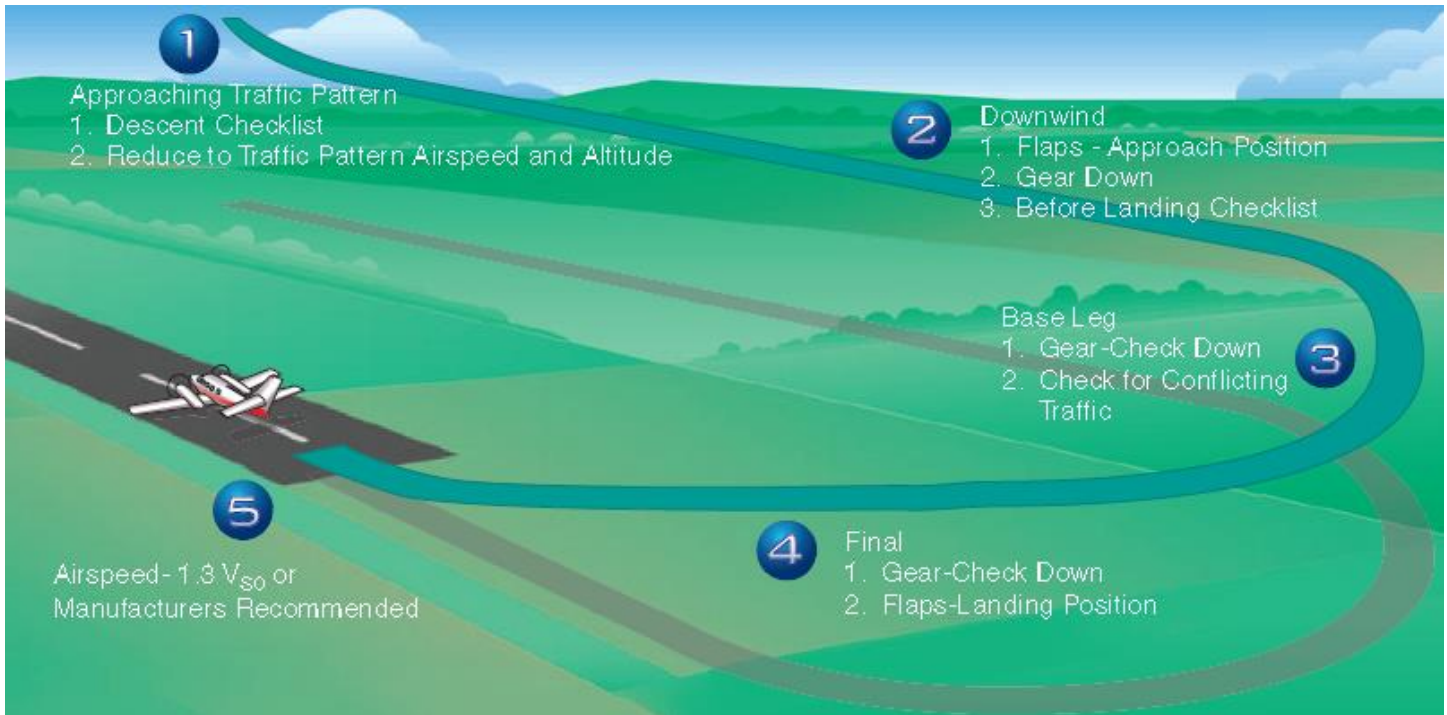 1
Approaching Traffic Pattern
1. Descent Checklist
2. Reduce to Traffic Pattern Airspeed and Altitude
2
Downwind
1. Flaps - Approach Position
2. Gear Down
3. Before Landing Checklist
3
Base Leg
1. Gear-Check Down
2. Check for Conflicting
Traffic
4
Final
1. Gear-Check Down
2. Flaps-Landing Position
5
Airspeed- 1.3 VSO or
Manufacturers Recommended